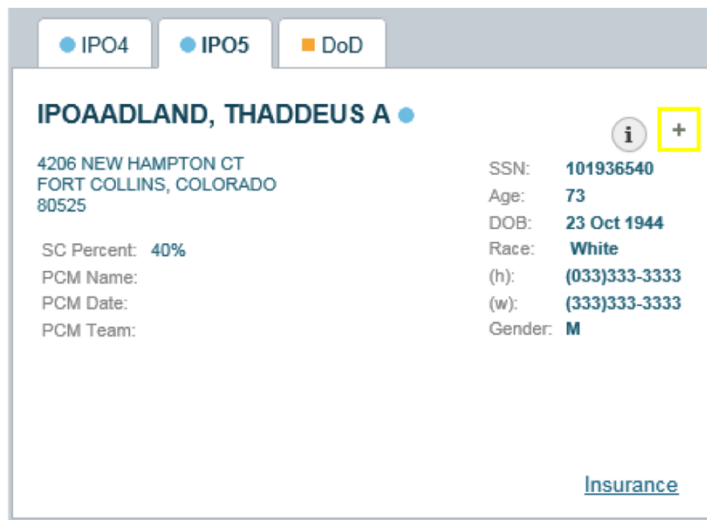 IPO4 IPO5 DoD
IPOAADLAND, THADDEUS A
i +
4206 NEW HAMPTON CT
FORT COLLINS, COLORADO
80525
SC Percent: 40%
PCM Name:
PCM Date:
PCM Team:
SSN: 101936540
Age: 73
DOB: 23 Oct 1944
Race: White
(h): (033)333-3333
(w): (333)333-3333
Gender: M
Insurance